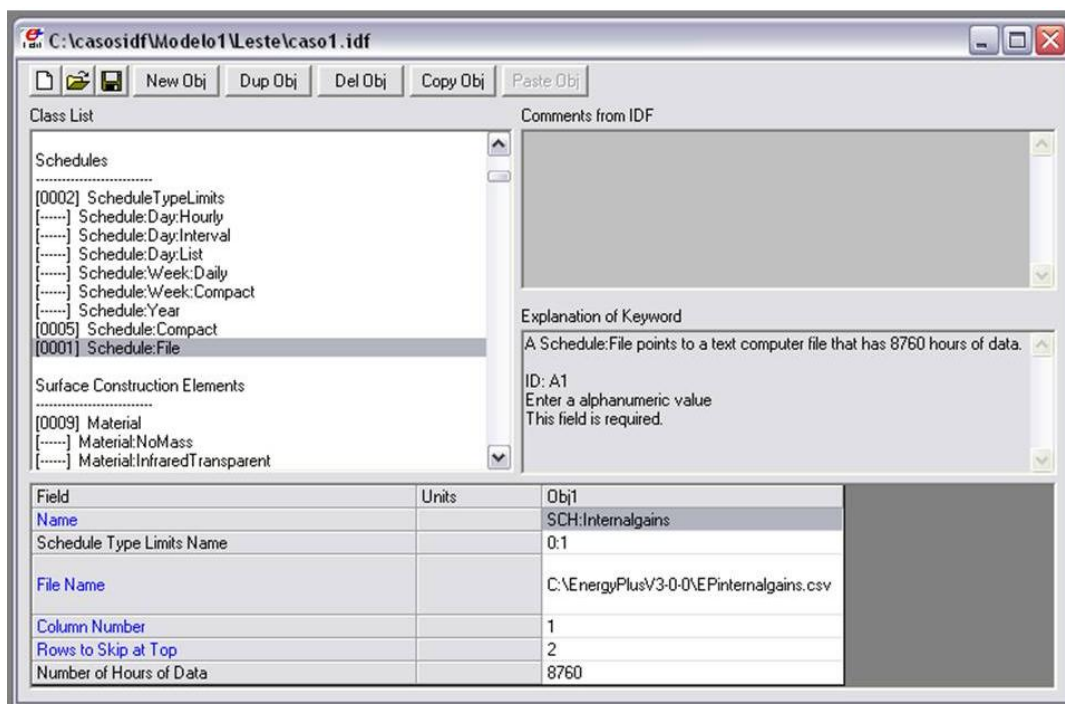 C:\casosidf\Modelo1\Leste\caso1.idf
New Obj Dup Obj Del Obj Copy Obj Paste Obj
Class List
Schedules
--------------------------
[0002] ScheduleTypeLimits
[------] Schedule:Day:Hourly
[------] Schedule:Day:Interval
[------] Schedule:Day:List
[------] Schedule:Week:Daily
[------] Schedule:Week:Compact
[------] Schedule:Year
[0005] Schedule:Compact
[0001] Schedule:File
Surface Construction Elements
--------------------------
[0009] Material
[------] Material:NoMass
[------] Material:InfraredTransparent
Comments from IDF
Explanation of Keyword
A Schedule:File points to a text computer file that has 8760 hours of data.
ID: A1
Enter a alphanumeric value
This field is required.
Field Units Obj1
Name SCH:Internalgains
Schedule Type Limits Name 0:1
File Name C:\EnergyPlusV3-0-0\EPinternalgains.csv
Column Number 1
Rows to Skip at Top 2
Number of Hours of Data 8760